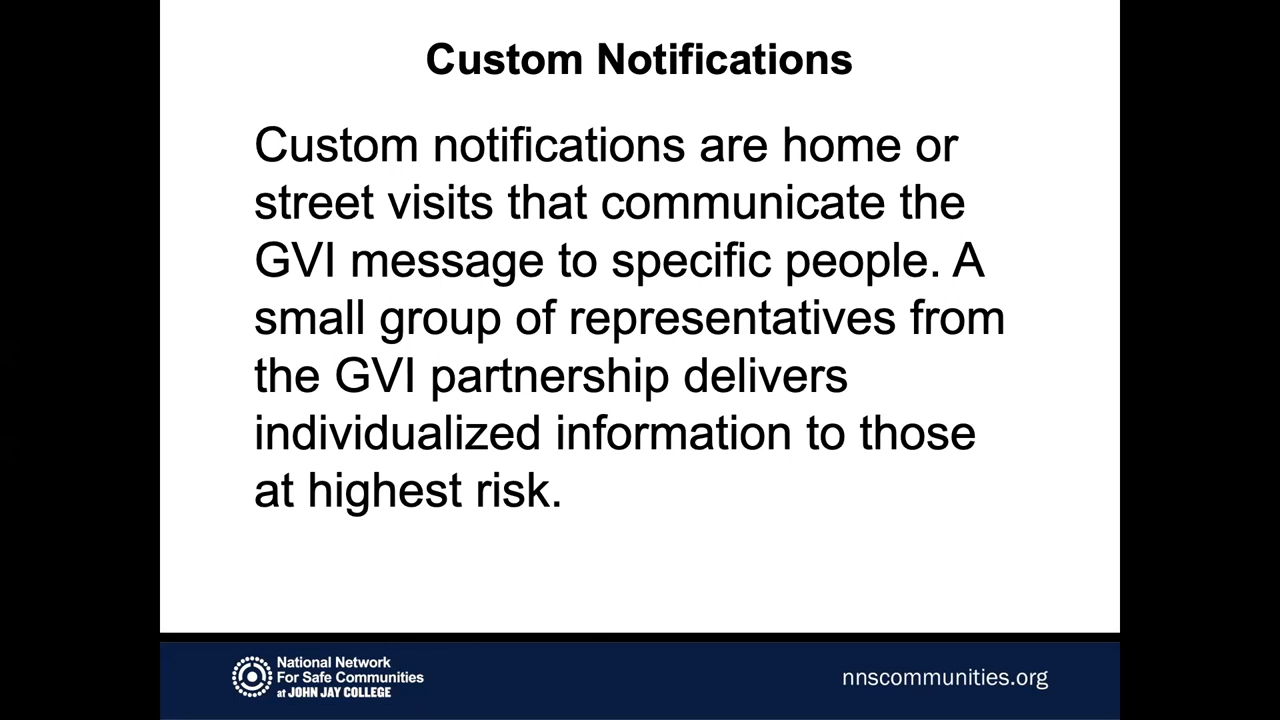 Custom Notifications
Custom notifications are home or
street visits that communicate the
GVI message to specific people. A
small group of representatives from
the GVI partnership delivers
individualized information to those
at highest risk.
National Network
For Safe Communities
at JOHN JAY COLLEGE
nnscommunities.org